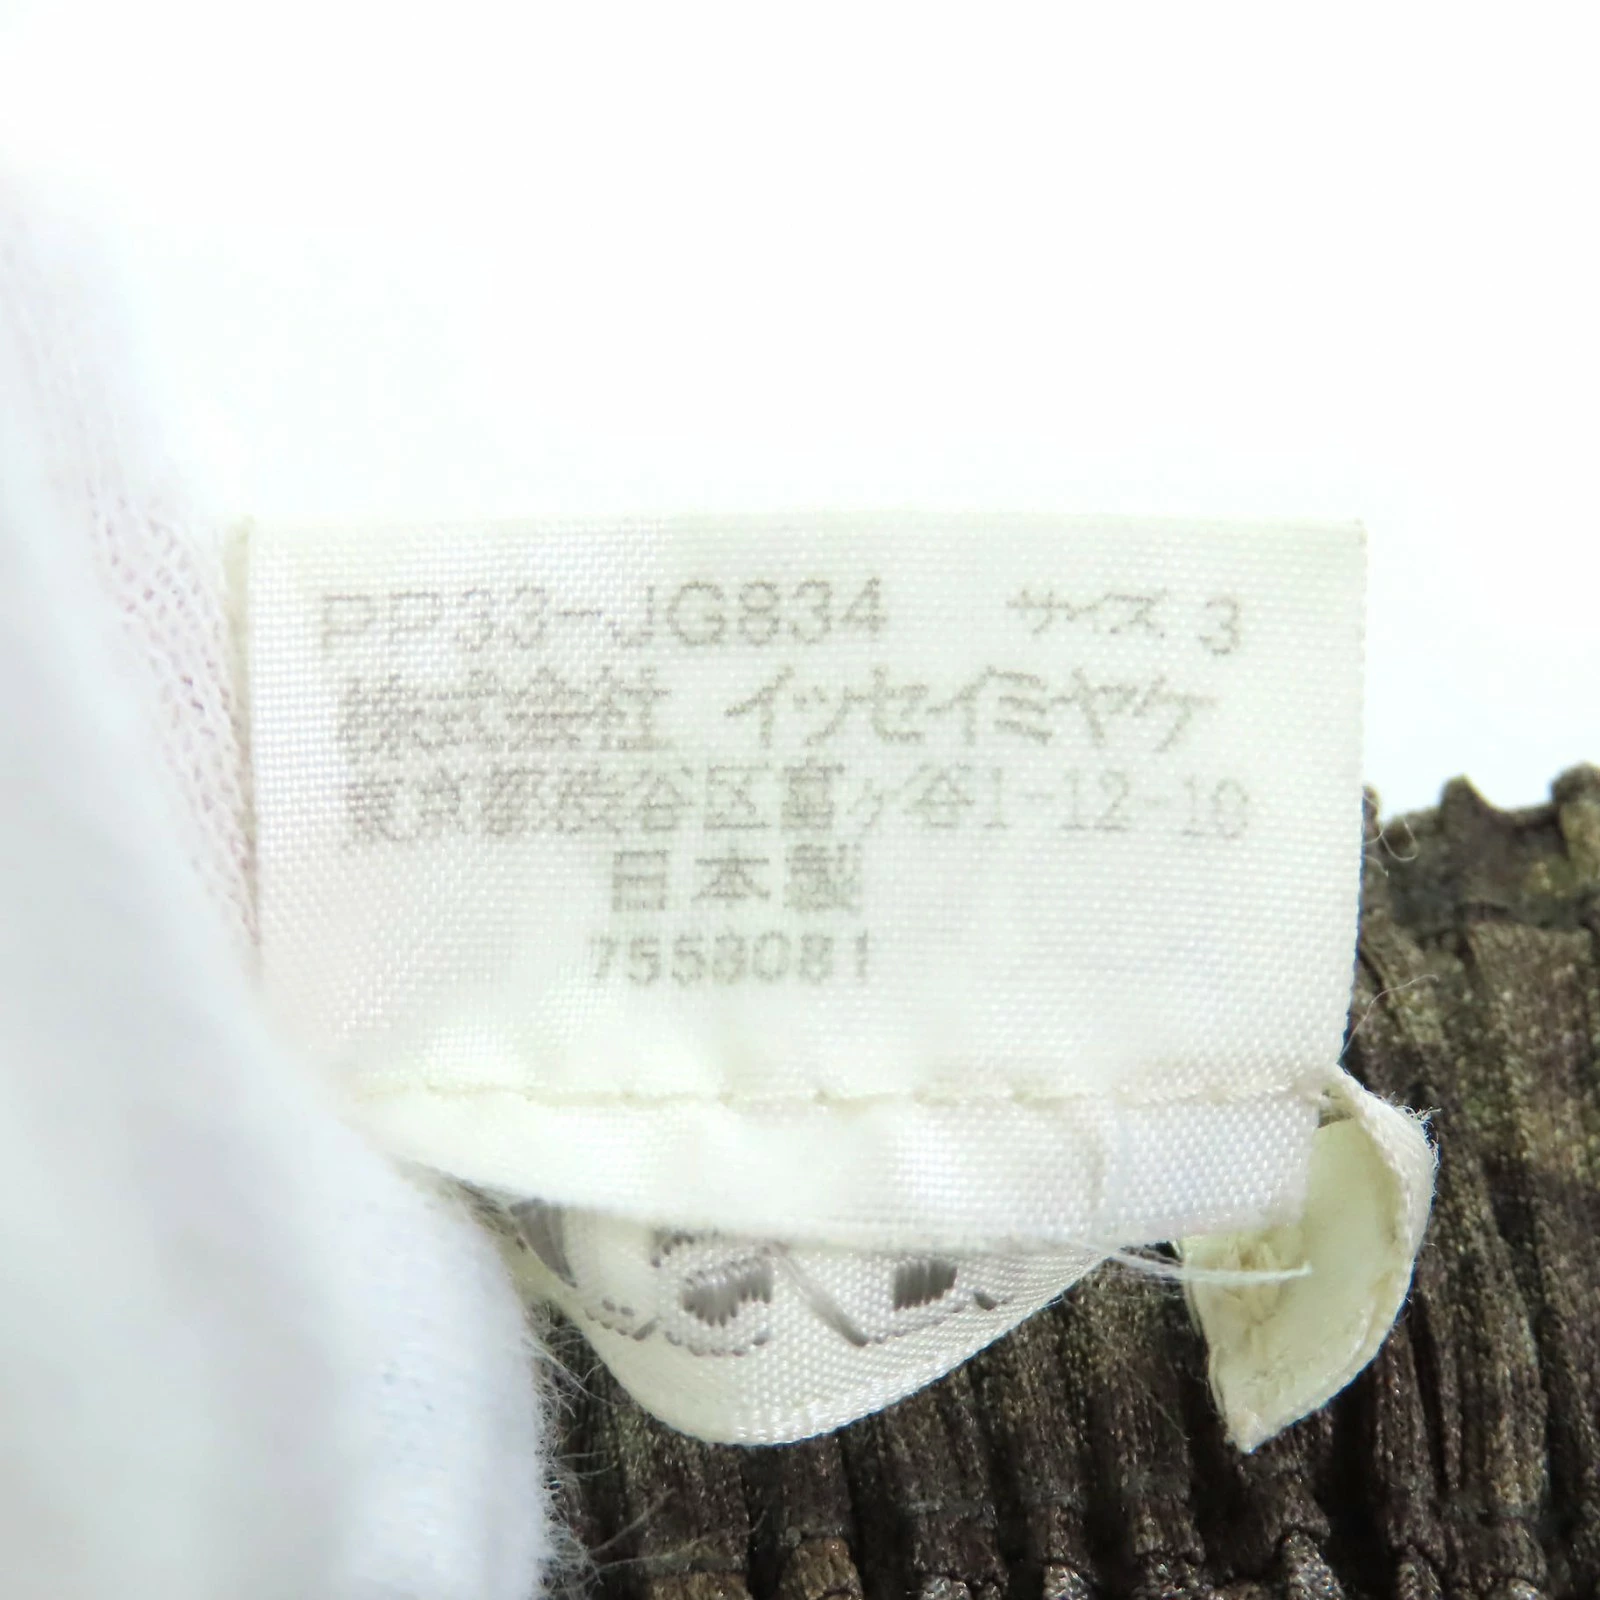 PP33-JG834 サイズ 3
株式会社 イッセイミヤケ
東京都渋谷区富ヶ谷1-12-10
日本製
7558081